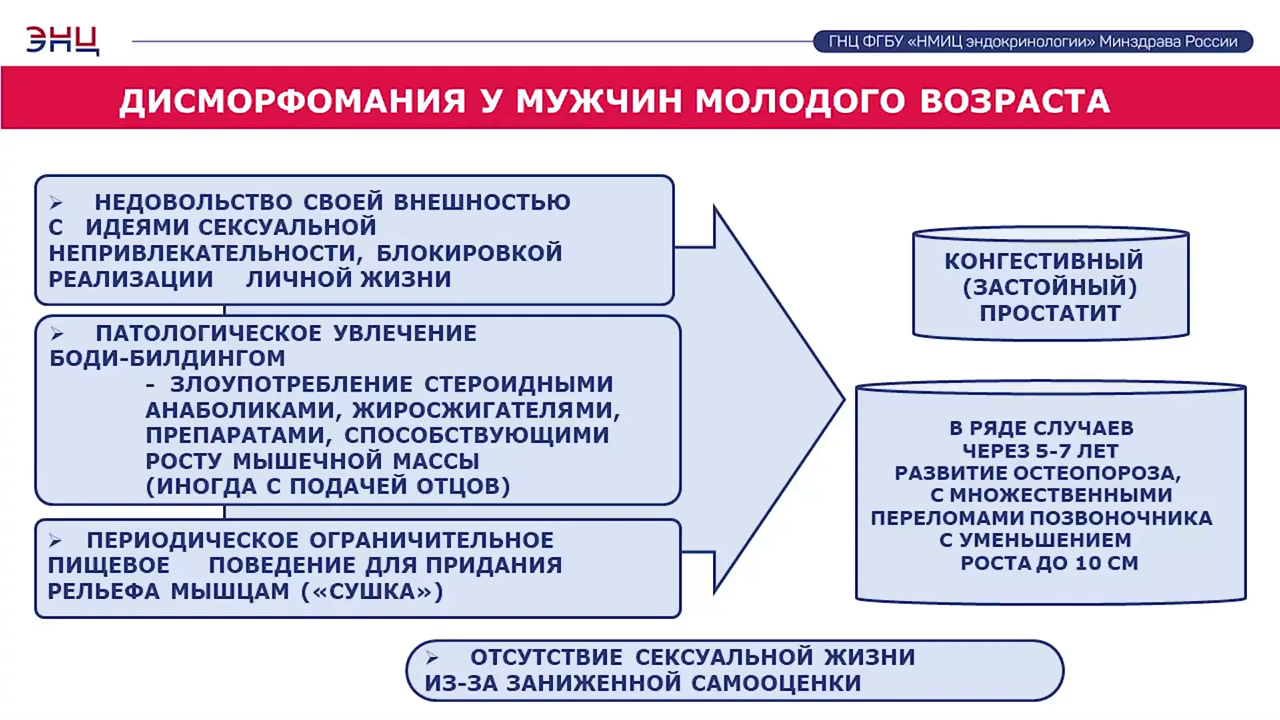 ЭНЦ
ГНЦ ФГБУ «НМИЦ эндокринологии» Минздрава России
ДИСМОРФОМАНИЯ У МУЖЧИН МОЛОДОГО ВОЗРАСТА
➢ НЕДОВОЛЬСТВО СВОЕЙ ВНЕШНОСТЬЮ
С ИДЕЯМИ СЕКСУАЛЬНОЙ
НЕПРИВЛЕКАТЕЛЬНОСТИ, БЛОКИРОВКОЙ
РЕАЛИЗАЦИИ ЛИЧНОЙ ЖИЗНИ
➢ ПАТОЛОГИЧЕСКОЕ УВЛЕЧЕНИЕ
БОДИ-БИЛДИНГОМ
- ЗЛОУПОТРЕБЛЕНИЕ СТЕРОИДНЫМИ
АНАБОЛИКАМИ, ЖИРОСЖИГАТЕЛЯМИ,
ПРЕПАРАТАМИ, СПОСОБСТВУЮЩИМИ
РОСТУ МЫШЕЧНОЙ МАССЫ
(ИНОГДА С ПОДАЧЕЙ ОТЦОВ)
➢ ПЕРИОДИЧЕСКОЕ ОГРАНИЧИТЕЛЬНОЕ
ПИЩЕВОЕ ПОВЕДЕНИЕ ДЛЯ ПРИДАНИЯ
РЕЛЬЕФА МЫШЦАМ («СУШКА»)
КОНГЕСТИВНЫЙ
(ЗАСТОЙНЫЙ)
ПРОСТАТИТ
В РЯДЕ СЛУЧАЕВ
ЧЕРЕЗ 5-7 ЛЕТ
РАЗВИТИЕ ОСТЕОПОРОЗА,
С МНОЖЕСТВЕННЫМИ
ПЕРЕЛОМАМИ ПОЗВОНОЧНИКА
С УМЕНЬШЕНИЕМ
РОСТА ДО 10 СМ
➢ ОТСУТСТВИЕ СЕКСУАЛЬНОЙ ЖИЗНИ
ИЗ-ЗА ЗАНИЖЕННОЙ САМООЦЕНКИ